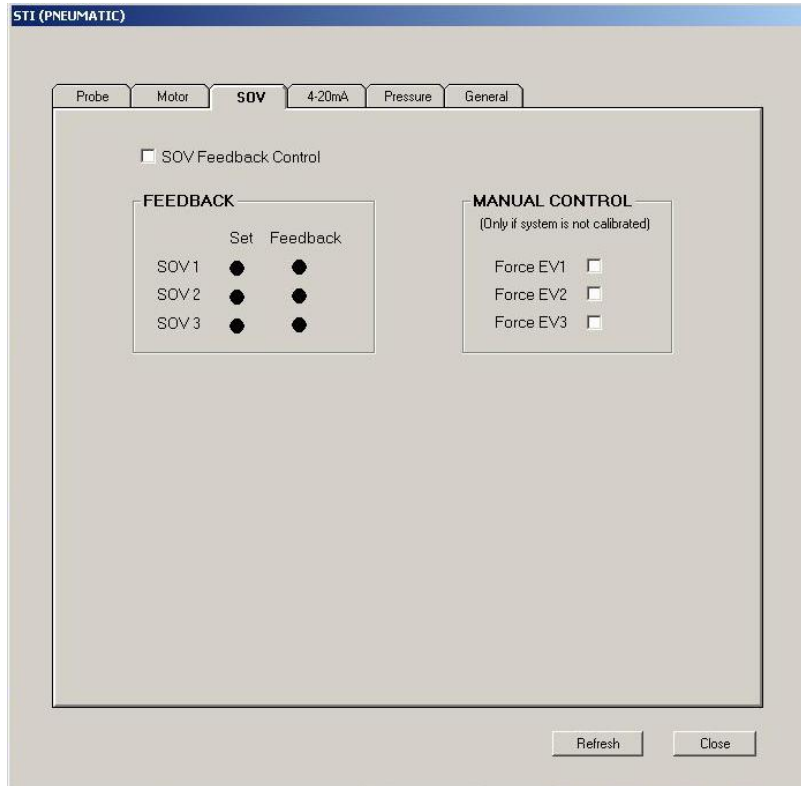 STI (PNEUMATIC)
Probe Motor SOV 4-20mA Pressure General
SOV Feedback Control
FEEDBACK
Set Feedback
SOV 1
SOV 2
SOV 3
MANUAL CONTROL
(Only if system is not calibrated)
Force EV1
Force EV2
Force EV3
Refresh Close